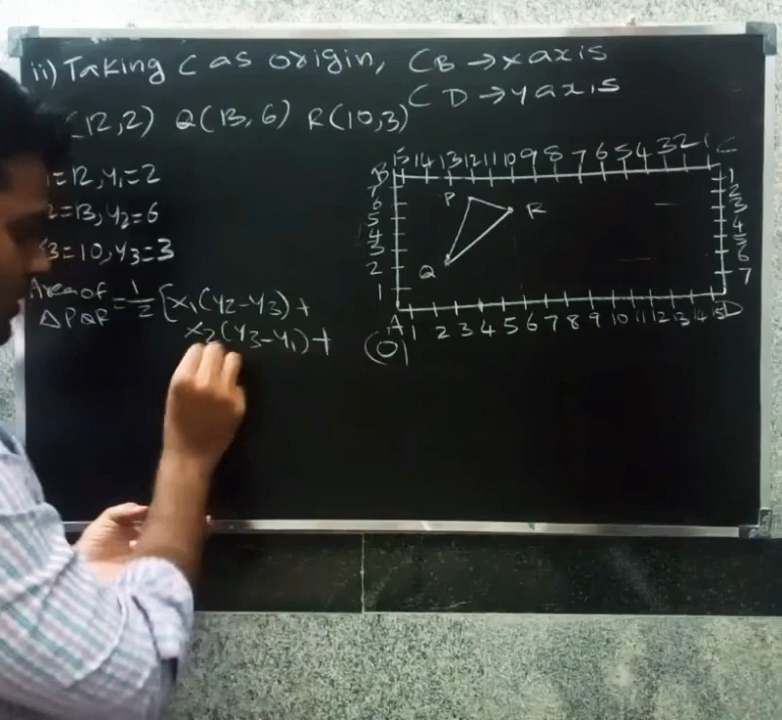 ii) Taking C as origin, CB → x axis
CD → y axis
(12,2) Q(13,6) R(10,3)
=12, y₁=2
2=13, y₂=6
3=10, y₃=3
Area of
ΔPQR = 1/2 [x₁(y₂-y₃)+
x₂(y₃-y₁)+
B 15 14 13 12 11 10 9 8 7 6 5 4 3 2 1 C
7 6 5 4 3 2 1
P R
Q
1 2 3 4 5 6 7
A 1 2 3 4 5 6 7 8 9 10 11 12 13 14 15 D
(0)